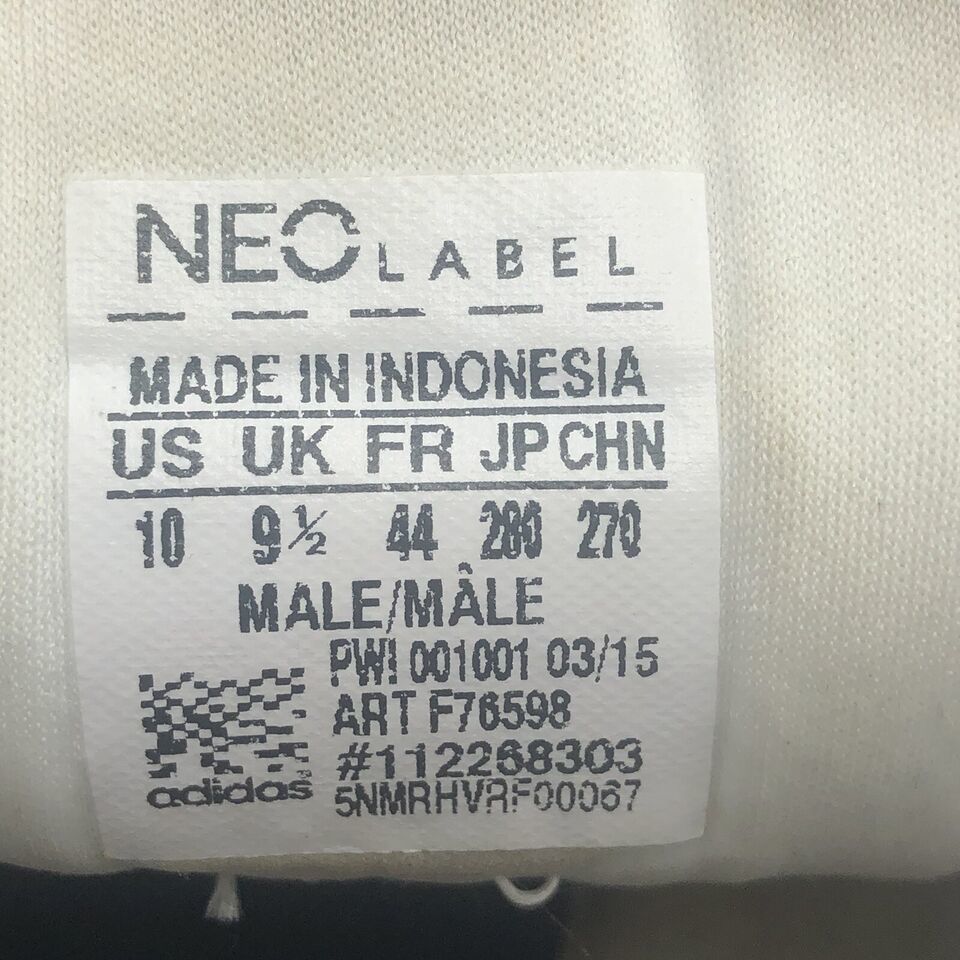 NEO LABEL
MADE IN INDONESIA
US UK FR JP CHN
10 9½ 44 280 270
MALE/MÂLE
PWI 001001 03/15
ART F76598
#112268303
5NMRHVRF00067
adidas